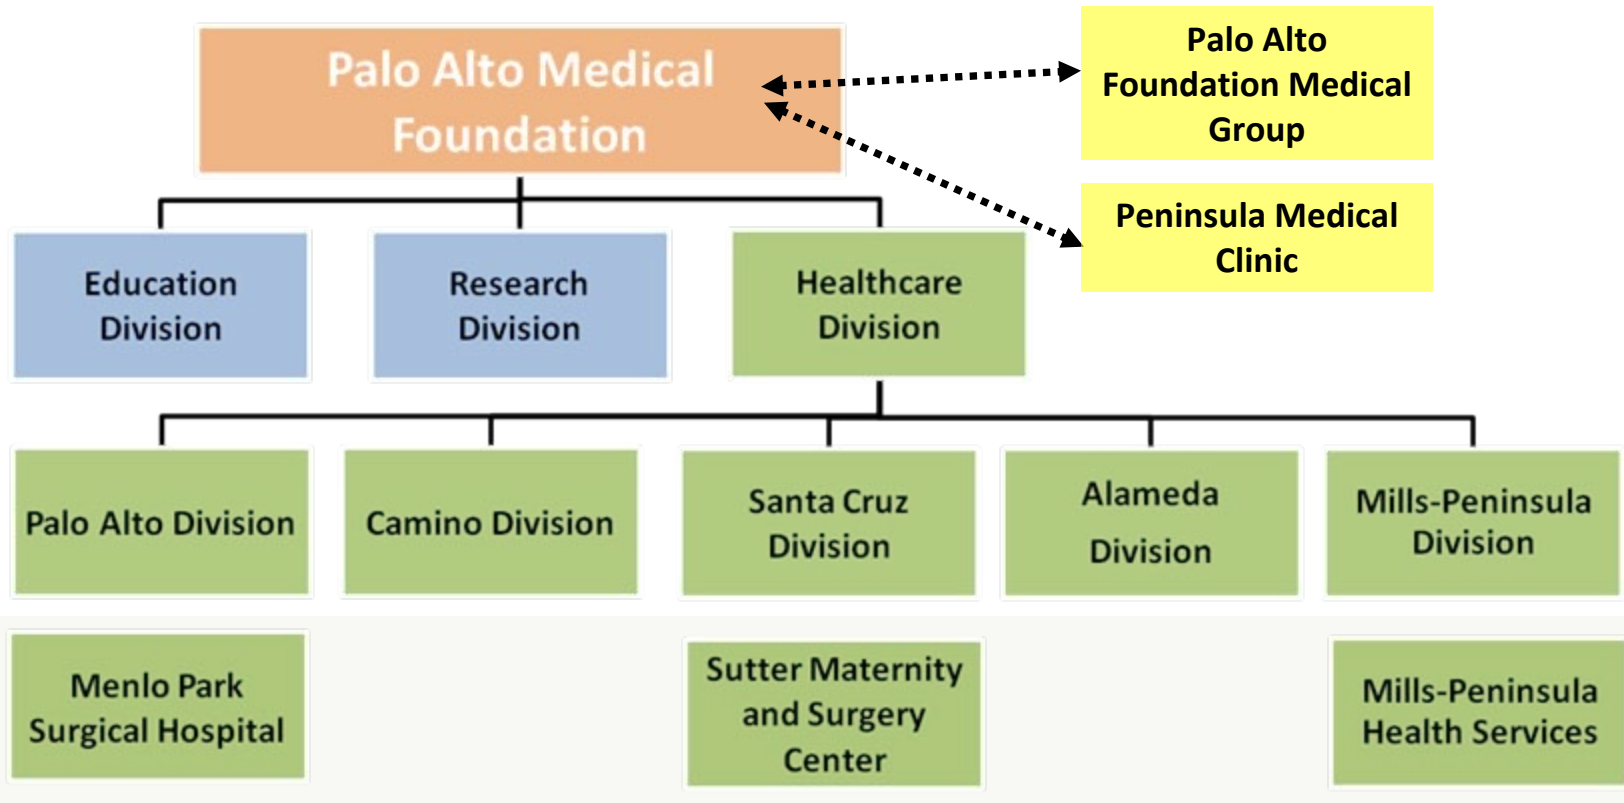 Palo Alto Medical
Foundation
Palo Alto
Foundation Medical
Group
Peninsula Medical
Clinic
Education
Division
Research
Division
Healthcare
Division
Palo Alto Division
Camino Division
Santa Cruz
Division
Alameda
Division
Mills-Peninsula
Division
Menlo Park
Surgical Hospital
Sutter Maternity
and Surgery
Center
Mills-Peninsula
Health Services